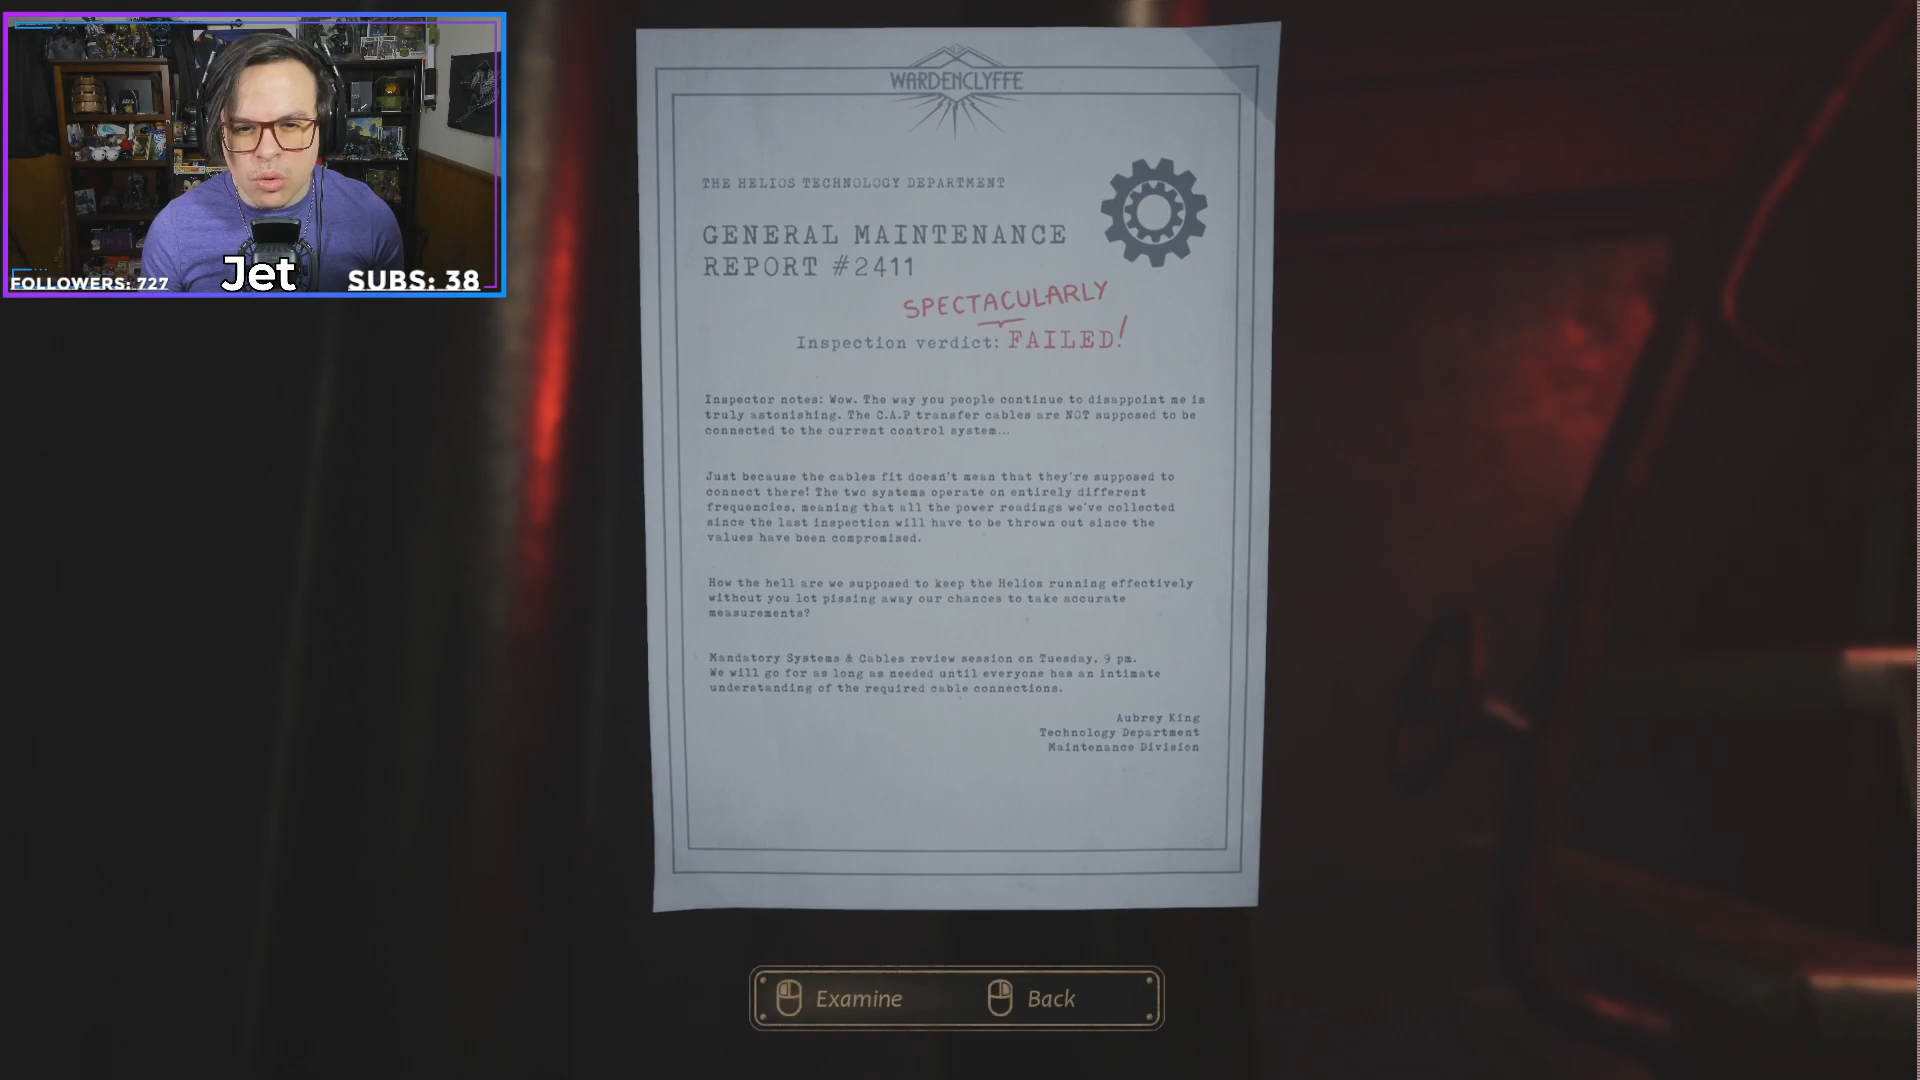 FOLLOWERS: 727
Jet
SUBS: 38
WARDENCLYFFE
THE HELIOS TECHNOLOGY DEPARTMENT
GENERAL MAINTENANCE
REPORT #2411
SPECTACULARLY
Inspection verdict: FAILED!
Inspector notes: Wow. The way you people continue to disappoint me is
truly astonishing. The C.A.P transfer cables are NOT supposed to be
connected to the current control system...
Just because the cables fit doesn't mean that they're supposed to
connect there! The two systems operate on entirely different
frequencies, meaning that all the power readings we've collected
since the last inspection will have to be thrown out since the
values have been compromised.
How the hell are we supposed to keep the Helios running effectively
without you lot pissing away our chances to take accurate
measurements?
Mandatory Systems & Cables review session on Tuesday, 9 pm.
We will go for as long as needed until everyone has an intimate
understanding of the required cable connections.
Aubrey King
Technology Department
Maintenance Division
Examine
Back